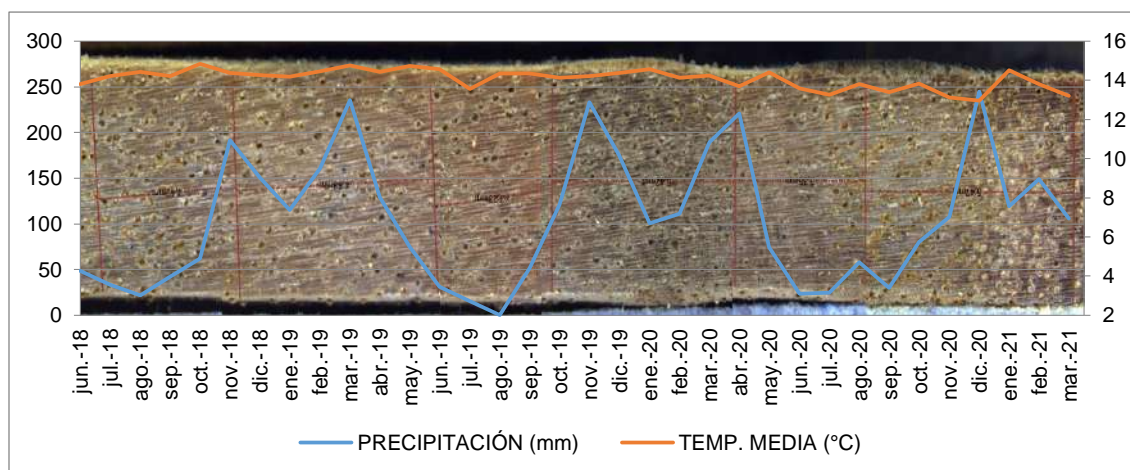 300
250
200
150
100
50
0
16
14
12
10
8
6
4
2
jun.-18
jul.-18
ago.-18
sep.-18
oct.-18
nov.-18
dic.-18
ene.-19
feb.-19
mar.-19
abr.-19
may.-19
jun.-19
jul.-19
ago.-19
sep.-19
oct.-19
nov.-19
dic.-19
ene.-20
feb.-20
mar.-20
abr.-20
may.-20
jun.-20
jul.-20
ago.-20
sep.-20
oct.-20
nov.-20
dic.-20
ene.-21
feb.-21
mar.-21
PRECIPITACIÓN (mm)
TEMP. MEDIA (°C)